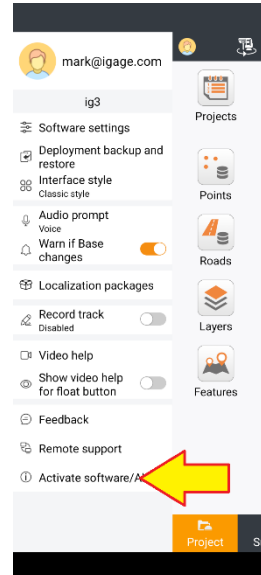 mark@igage.com
ig3
Software settings
Deployment backup and
restore
Interface style
Classic style
Audio prompt
Voice
Warn if Base
changes
Localization packages
Record track
Disabled
Video help
Show video help
for float button
Feedback
Remote support
Activate software/A
Projects
Points
Roads
Layers
Features
Project
S